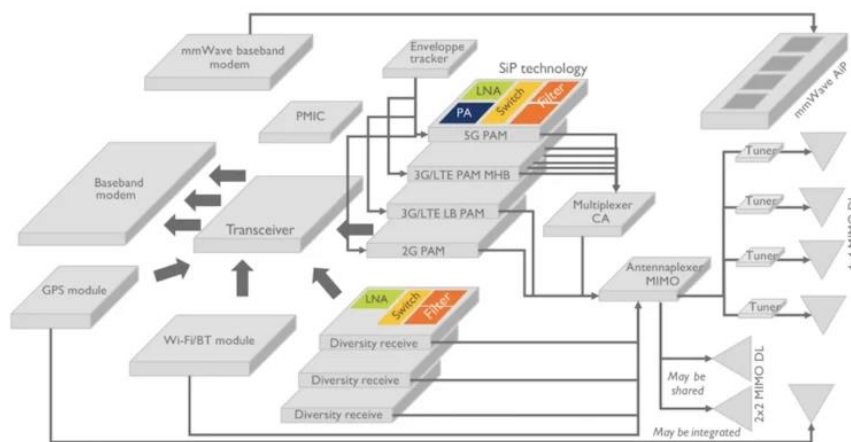 mmWave baseband
modem
Enveloppe
tracker
SiP technology
LNA
Switch
Filter
PA
5G PAM
mmWave AiP
PMIC
Baseband
modem
Transceiver
3G/LTE PAM MHB
3G/LTE LB PAM
2G PAM
Multiplexer
CA
Tuner
Tuner
Tuner
Tuner
Antennaplexer
MIMO
GPS module
Wi-Fi/BT module
LNA
Switch
Filter
Diversity receive
Diversity receive
Diversity receive
May be
shared
2x2 MIMO DL
May be integrated